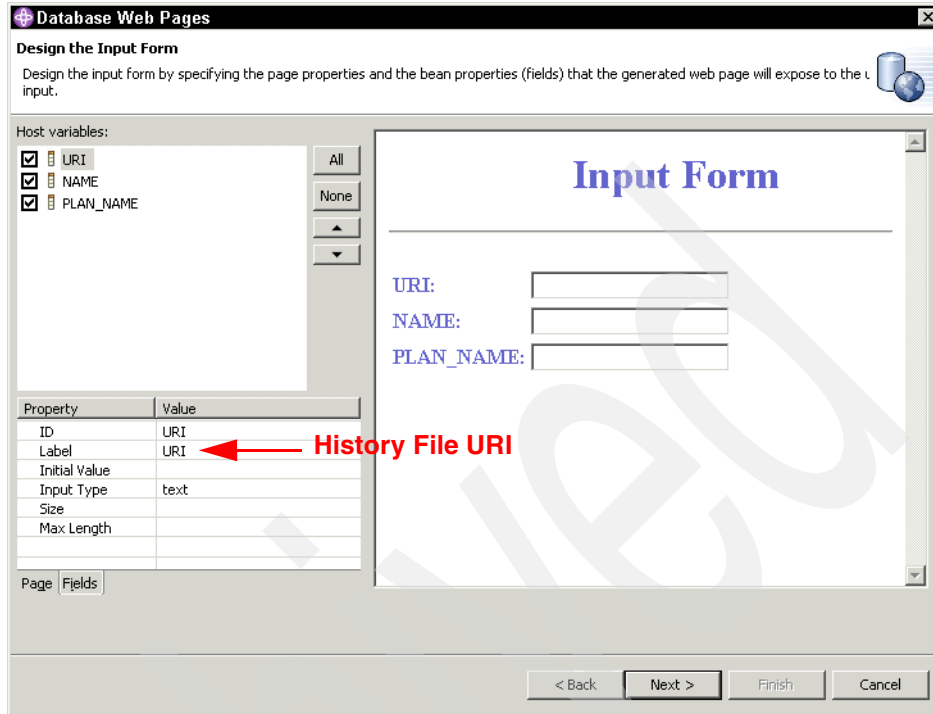 Database Web Pages
Design the Input Form
Design the input form by specifying the page properties and the bean properties (fields) that the generated web page will expose to the u
input.
Host variables:
URI
NAME
PLAN_NAME
All
None
Input Form
URI:
NAME:
PLAN_NAME:
Property Value
ID URI
Label URI
History File URI
Initial Value
Input Type text
Size
Max Length
Page Fields
< Back Next > Finish Cancel